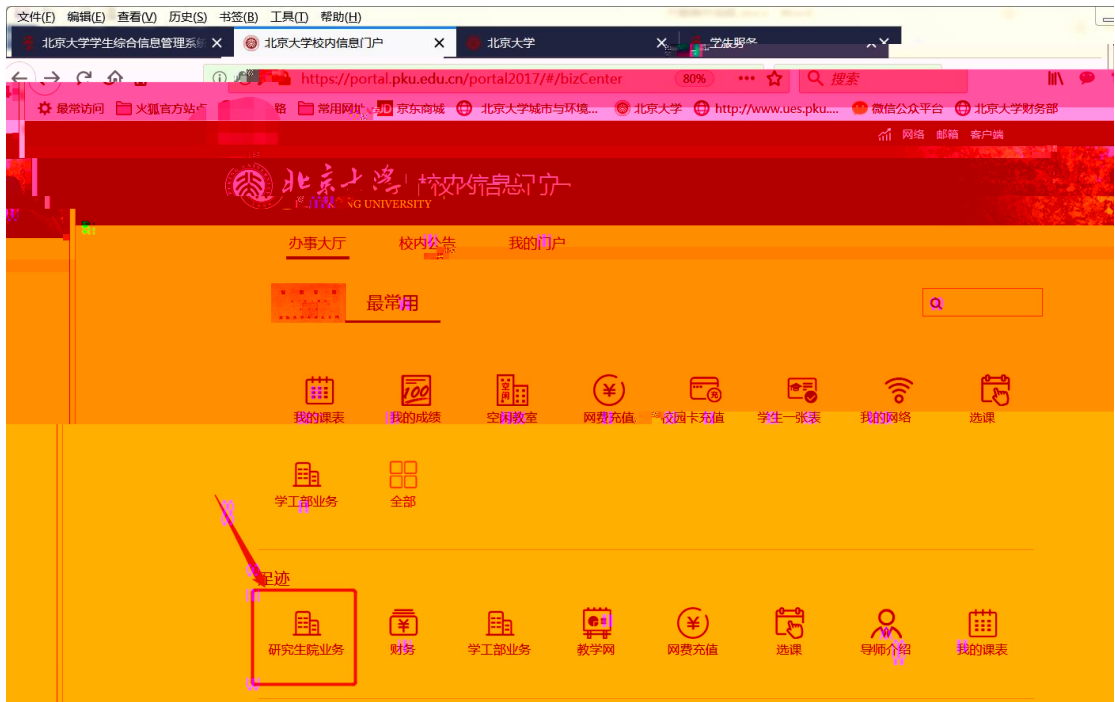 文件(F) 编辑(E) 查看(V) 历史(S) 书签(B) 工具(T) 帮助(H)
北京大学学生综合信息管理系统 北京大学校内信息门户 北京大学
https://portal.pku.edu.cn/portal2017/#/bizCenter 80% 搜索
最常访问 火狐官方站点 常用网址 京东商城 北京大学城市与环境... 北京大学 http://www.ues.pku.... 微信公众平台 北京大学财务部
网络 邮箱 客户端
北京大学 校内信息门户
UNIVERSITY
办事大厅 校内公告 我的门户
最常用
我的课表 我的成绩 空闲教室 网费充值 校园卡充值 学生一张表 我的网络 选课
学工部业务 全部
足迹
研究生院业务 财务 学工部业务 教学网 网费充值 选课 导师介绍 我的课表